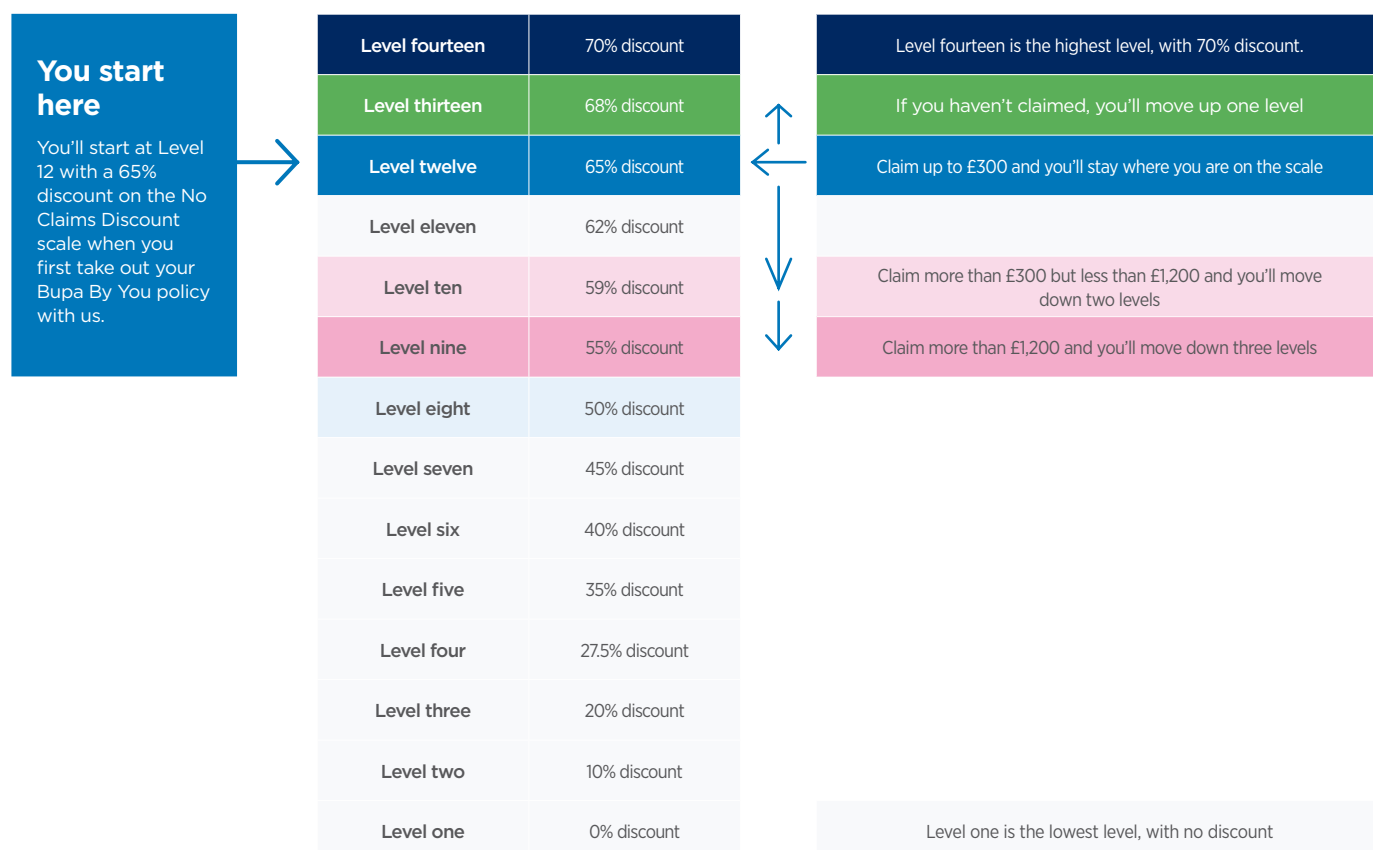 You start
here
You'll start at Level
12 with a 65%
discount on the No
Claims Discount
scale when you
first take out your
Bupa By You policy
with us.
Level fourteen 70% discount Level fourteen is the highest level, with 70% discount.
Level thirteen 68% discount If you haven't claimed, you'll move up one level
Level twelve 65% discount Claim up to £300 and you'll stay where you are on the scale
Level eleven 62% discount
Level ten 59% discount Claim more than £300 but less than £1,200 and you'll move
down two levels
Level nine 55% discount Claim more than £1,200 and you'll move down three levels
Level eight 50% discount
Level seven 45% discount
Level six 40% discount
Level five 35% discount
Level four 27.5% discount
Level three 20% discount
Level two 10% discount
Level one 0% discount Level one is the lowest level, with no discount